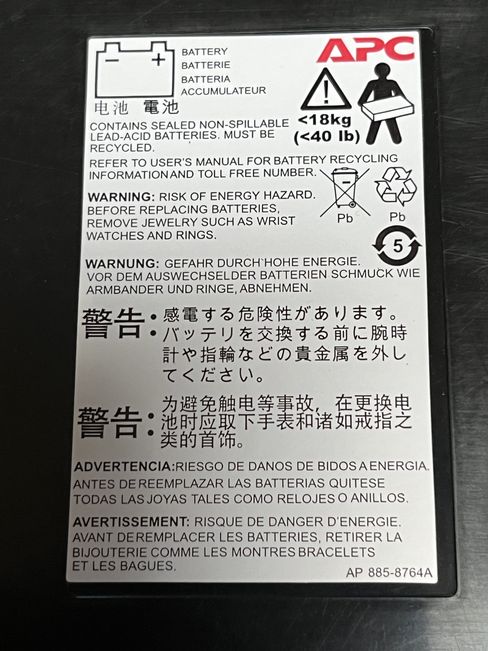 − +
BATTERY
BATTERIE
BATTERIA
ACCUMULATEUR
APC
电池 電池
<18kg
(<40 lb)
CONTAINS SEALED NON-SPILLABLE
LEAD-ACID BATTERIES. MUST BE
RECYCLED.
REFER TO USER'S MANUAL FOR BATTERY RECYCLING
INFORMATION AND TOLL FREE NUMBER.
Pb Pb
WARNING: RISK OF ENERGY HAZARD.
BEFORE REPLACING BATTERIES,
REMOVE JEWELRY SUCH AS WRIST
WATCHES AND RINGS.
5
WARNUNG: GEFAHR DURCH'HOHE ENERGIE.
VOR DEM AUSWECHSELDER BATTERIEN SCHMUCK WIE
ARMBANDER UND RINGE, ABNEHMEN.
警告: ・感電する危険性があります。
・バッテリを交換する前に腕時
計や指輪などの貴金属を外し
てください。
警告: 为避免触电等事故，在更换电
池时应取下手表和诸如戒指之
类的首饰。
ADVERTENCIA:RIESGO DE DANOS DE BIDOS A ENERGIA.
ANTES DE REEMPLAZAR LAS BATTERIAS QUITESE
TODAS LAS JOYAS TALES COMO RELOJES O ANILLOS.
AVERTISSEMENT: RISQUE DE DANGER D'ENERGIE.
AVANT DE REMPLACER LES BATTERIES, RETIRER LA
BIJOUTERIE COMME LES MONTRES BRACELETS
ET LES BAGUES.
AP 885-8764A